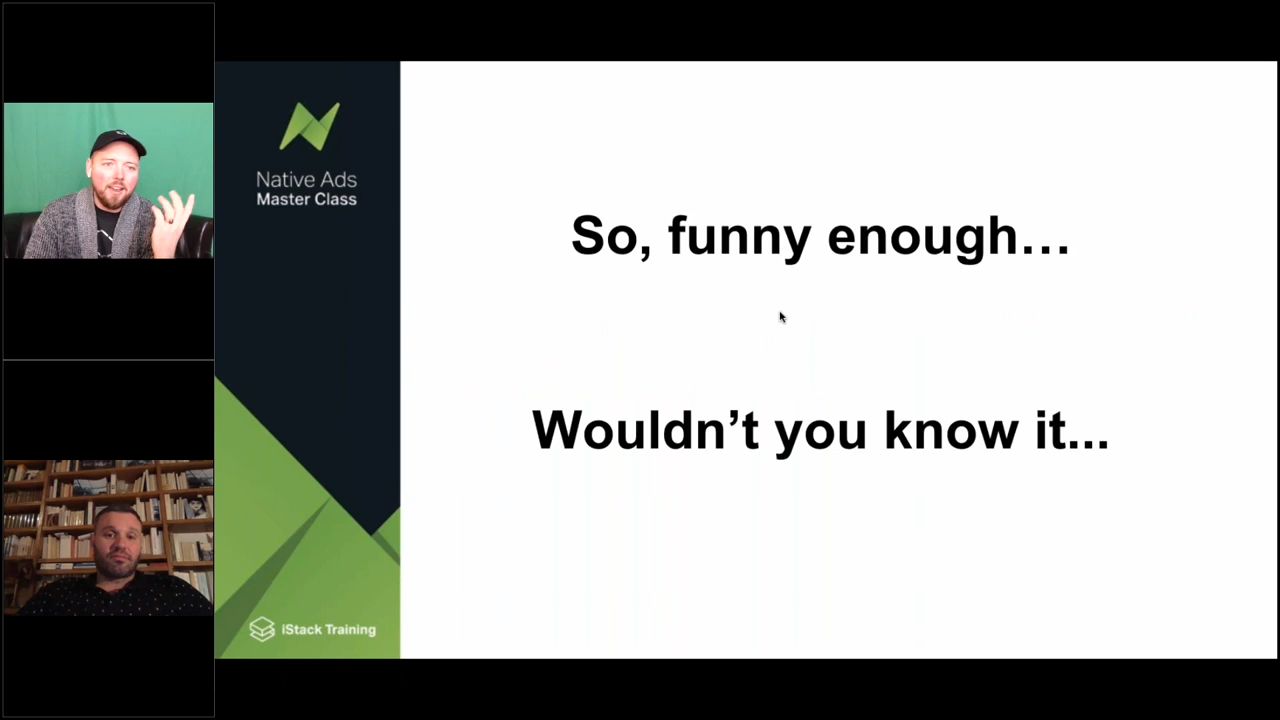 Native Ads
Master Class
So, funny enough…
Wouldn’t you know it...
iStack Training